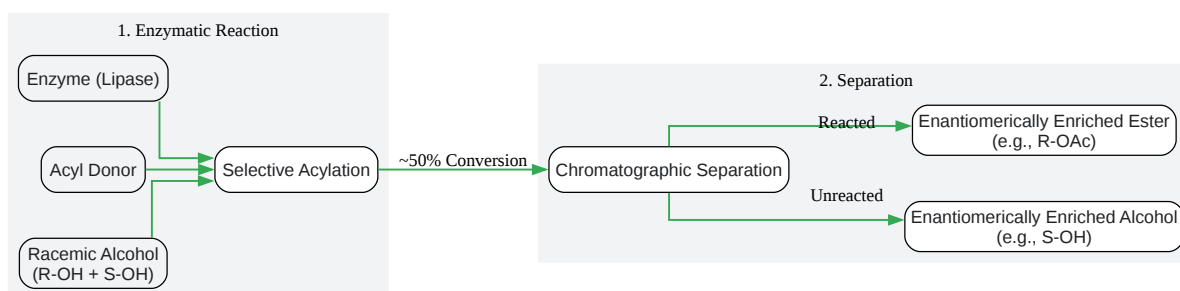 1. Enzymatic Reaction
Enzyme (Lipase)
Acyl Donor
Racemic Alcohol
(R-OH + S-OH)
Selective Acylation
~50% Conversion
2. Separation
Chromatographic Separation
Reacted
Enantiomerically Enriched Ester
(e.g., R-OAc)
Unreacted
Enantiomerically Enriched Alcohol
(e.g., S-OH)